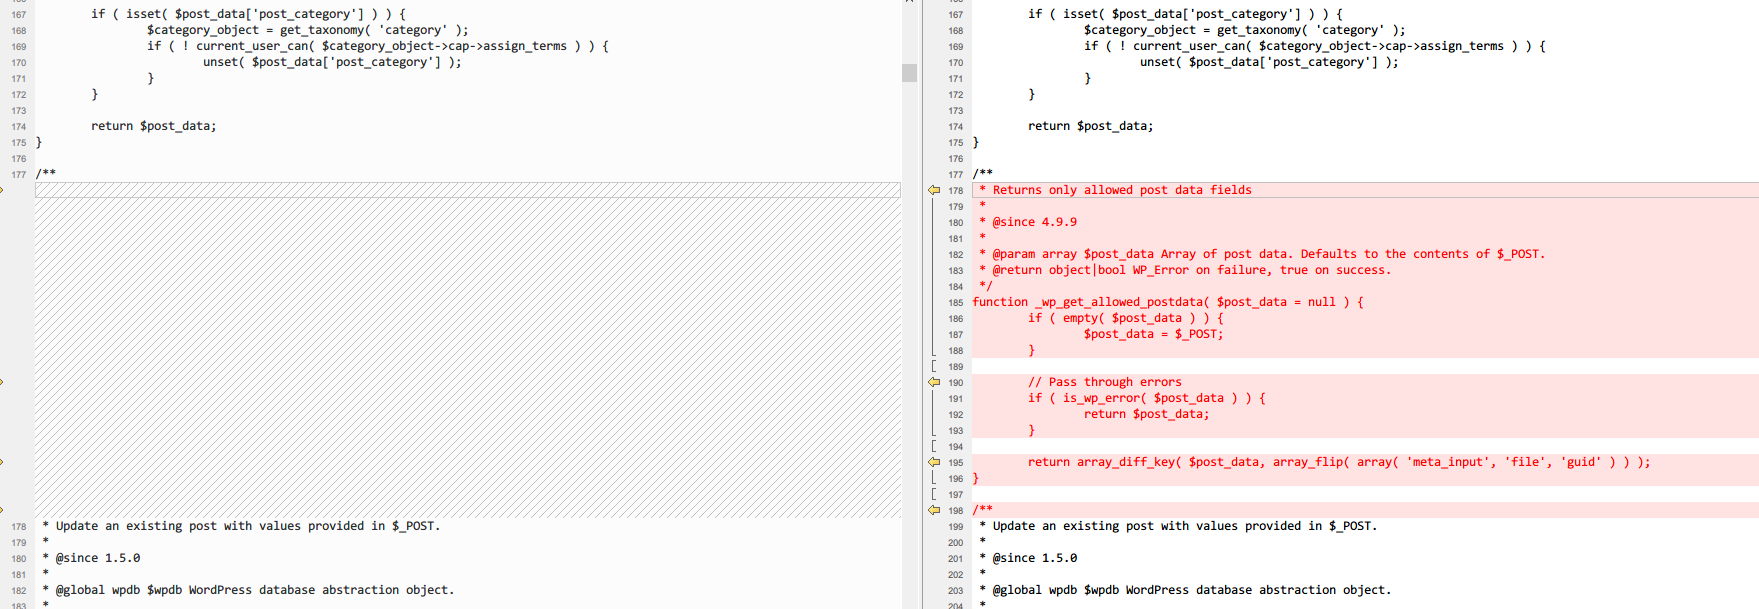 167 if ( isset( $post_data['post_category'] ) ) {
168 $category_object = get_taxonomy( 'category' );
169 if ( ! current_user_can( $category_object->cap->assign_terms ) ) {
170 unset( $post_data['post_category'] );
171 }
172 }
173
174 return $post_data;
175 }
176
177 /**
178 * Update an existing post with values provided in $_POST.
179 *
180 * @since 1.5.0
181 *
182 * @global wpdb $wpdb WordPress database abstraction object.
183 *
167 if ( isset( $post_data['post_category'] ) ) {
168 $category_object = get_taxonomy( 'category' );
169 if ( ! current_user_can( $category_object->cap->assign_terms ) ) {
170 unset( $post_data['post_category'] );
171 }
172 }
173
174 return $post_data;
175 }
176
177 /**
178 * Returns only allowed post data fields
179 *
180 * @since 4.9.9
181 *
182 * @param array $post_data Array of post data. Defaults to the contents of $_POST.
183 * @return object|bool WP_Error on failure, true on success.
184 */
185 function _wp_get_allowed_postdata( $post_data = null ) {
186 if ( empty( $post_data ) ) {
187 $post_data = $_POST;
188 }
189
190 // Pass through errors
191 if ( is_wp_error( $post_data ) ) {
192 return $post_data;
193 }
194
195 return array_diff_key( $post_data, array_flip( array( 'meta_input', 'file', 'guid' ) ) );
196 }
197
198 /**
199 * Update an existing post with values provided in $_POST.
200 *
201 * @since 1.5.0
202 *
203 * @global wpdb $wpdb WordPress database abstraction object.
204 *